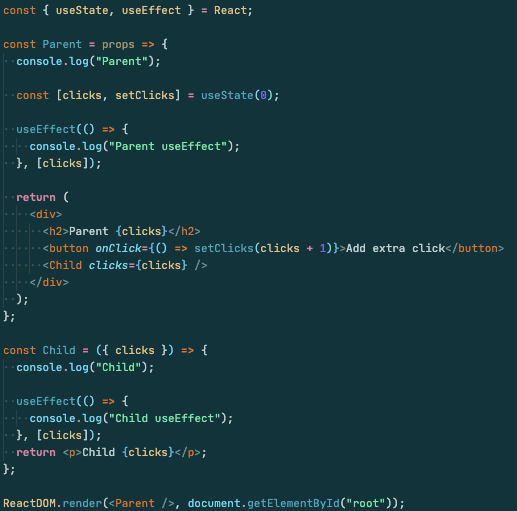 const { useState, useEffect } = React;

const Parent = props => {
  console.log("Parent");

  const [clicks, setClicks] = useState(0);

  useEffect(() => {
    console.log("Parent useEffect");
  }, [clicks]);

  return (
    <div>
      <h2>Parent {clicks}</h2>
      <button onClick={() => setClicks(clicks + 1)}>Add extra click</button>
      <Child clicks={clicks} />
    </div>
  );
};

const Child = ({ clicks }) => {
  console.log("Child");

  useEffect(() => {
    console.log("Child useEffect");
  }, [clicks]);
  return <p>Child {clicks}</p>;
};

ReactDOM.render(<Parent />, document.getElementById("root"));